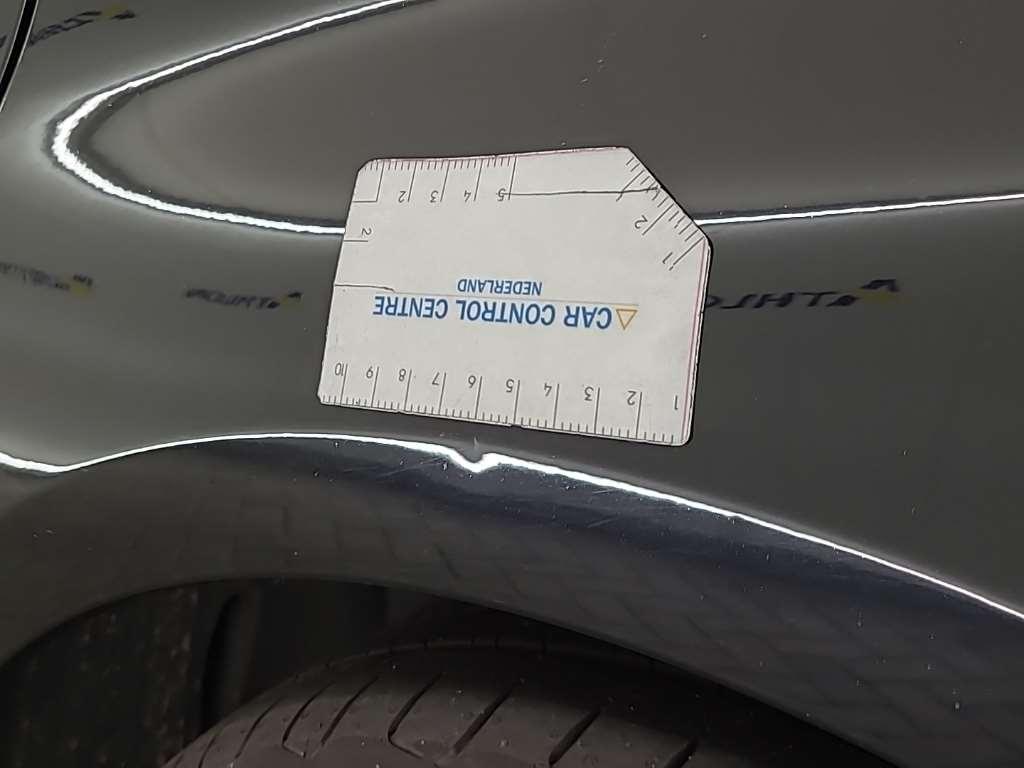 CAR CONTROL CENTRE
NEDERLAND
1 2 3 4 5 6 7 8 9 10
1 2
2 3 4 5
2
ATHLON